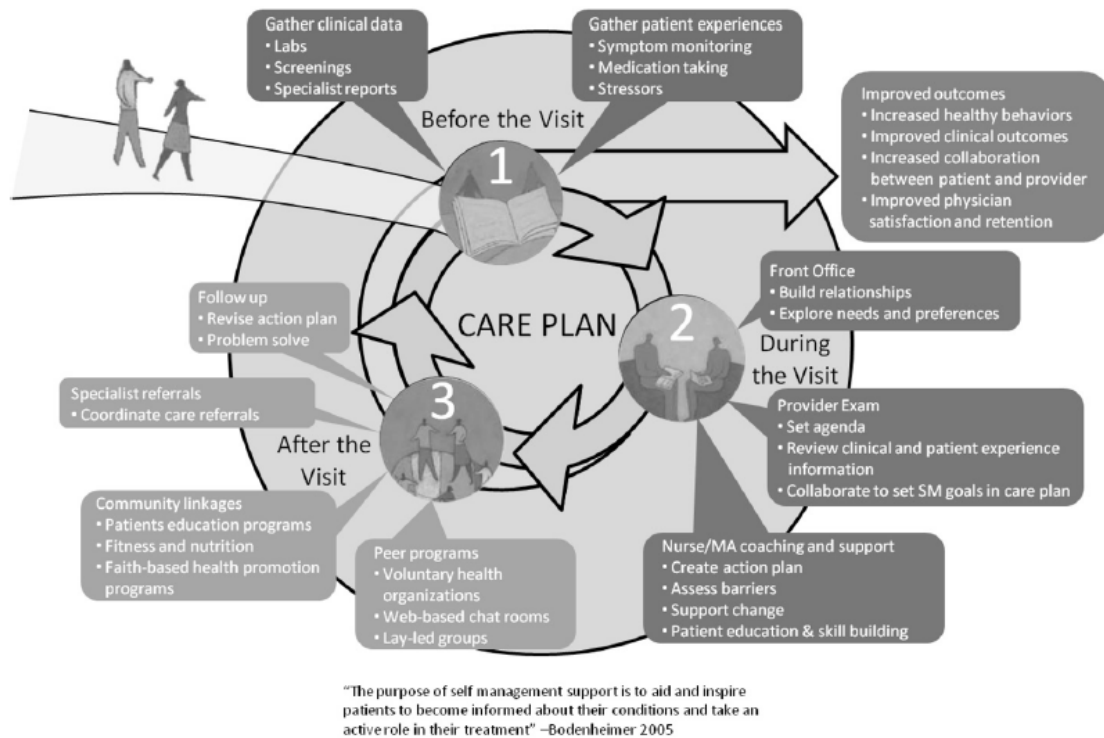 Gather clinical data
• Labs
• Screenings
• Specialist reports
Gather patient experiences
• Symptom monitoring
• Medication taking
• Stressors
Before the Visit
1
Improved outcomes
• Increased healthy behaviors
• Improved clinical outcomes
• Increased collaboration
between patient and provider
• Improved physician
satisfaction and retention
Front Office
• Build relationships
• Explore needs and preferences
2
During
the Visit
CARE PLAN
Provider Exam
• Set agenda
• Review clinical and patient experience
information
• Collaborate to set SM goals in care plan
Nurse/MA coaching and support
• Create action plan
• Assess barriers
• Support change
• Patient education & skill building
Follow up
• Revise action plan
• Problem solve
3
Specialist referrals
• Coordinate care referrals
After the
Visit
Community linkages
• Patients education programs
• Fitness and nutrition
• Faith-based health promotion
programs
Peer programs
• Voluntary health
organizations
• Web-based chat rooms
• Lay-led groups
“The purpose of self management support is to aid and inspire
patients to become informed about their conditions and take an
active role in their treatment” –Bodenheimer 2005